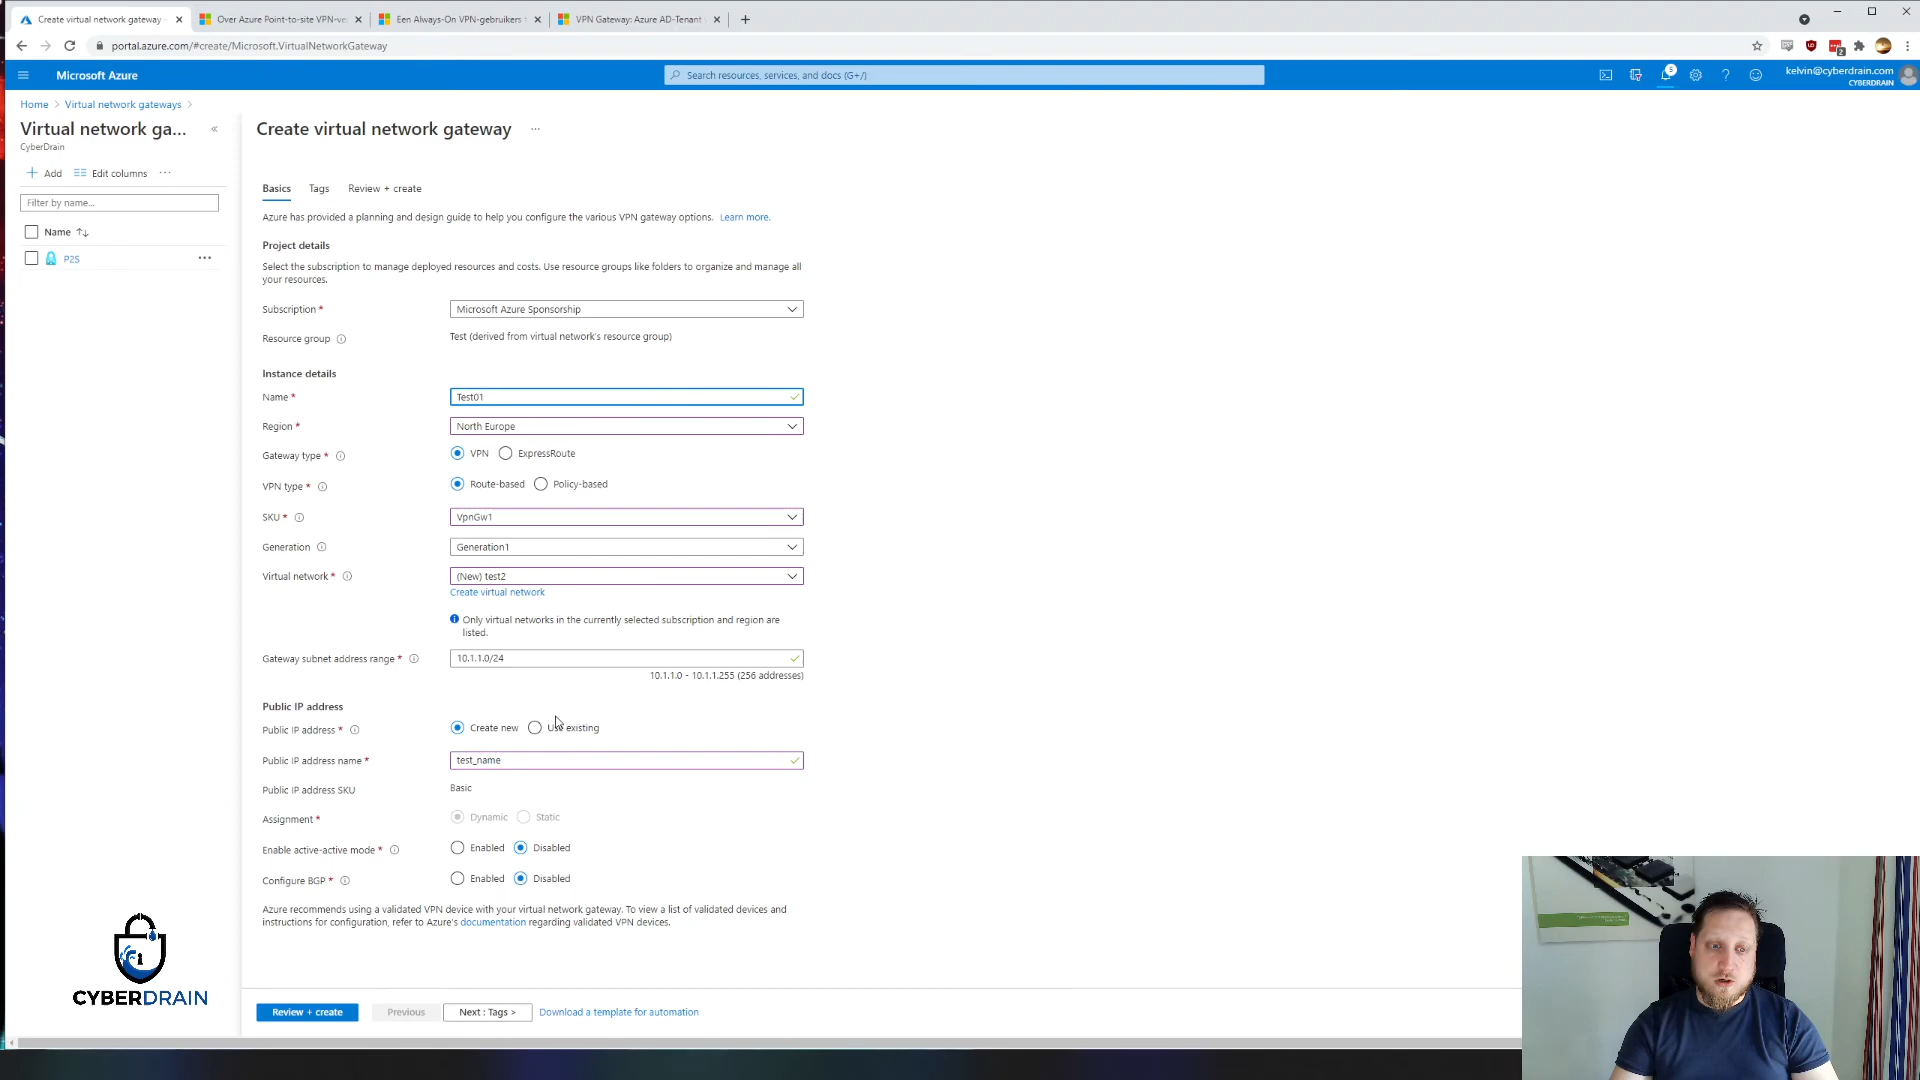 Create virtual network gateway -
Over Azure Point-to-site VPN-ve
Een Always-On VPN-gebruikers
VPN Gateway: Azure AD-Tenant
portal.azure.com/#create/Microsoft.VirtualNetworkGateway
2
Microsoft Azure
Search resources, services, and docs (G+/)
5
kelvin@cyberdrain.com
CYBERDRAIN
Home > Virtual network gateways >
Virtual network ga...
CyberDrain
Add
Edit columns
Filter by name...
Name
P2S
Create virtual network gateway
Basics
Tags
Review + create
Azure has provided a planning and design guide to help you configure the various VPN gateway options. Learn more.
Project details
Select the subscription to manage deployed resources and costs. Use resource groups like folders to organize and manage all
your resources.
Subscription *
Microsoft Azure Sponsorship
Resource group
Test (derived from virtual network's resource group)
Instance details
Name *
Test01
Region *
North Europe
Gateway type *
VPN
ExpressRoute
VPN type *
Route-based
Policy-based
SKU *
VpnGw1
Generation
Generation1
Virtual network *
(New) test2
Create virtual network
Only virtual networks in the currently selected subscription and region are
listed.
Gateway subnet address range *
10.1.1.0/24
10.1.1.0 - 10.1.1.255 (256 addresses)
Public IP address
Public IP address *
Create new
Use existing
Public IP address name *
test_name
Public IP address SKU
Basic
Assignment *
Dynamic
Static
Enable active-active mode *
Enabled
Disabled
Configure BGP *
Enabled
Disabled
Azure recommends using a validated VPN device with your virtual network gateway. To view a list of validated devices and
instructions for configuration, refer to Azure's documentation regarding validated VPN devices.
CYBERDRAIN
Review + create
Previous
Next : Tags >
Download a template for automation